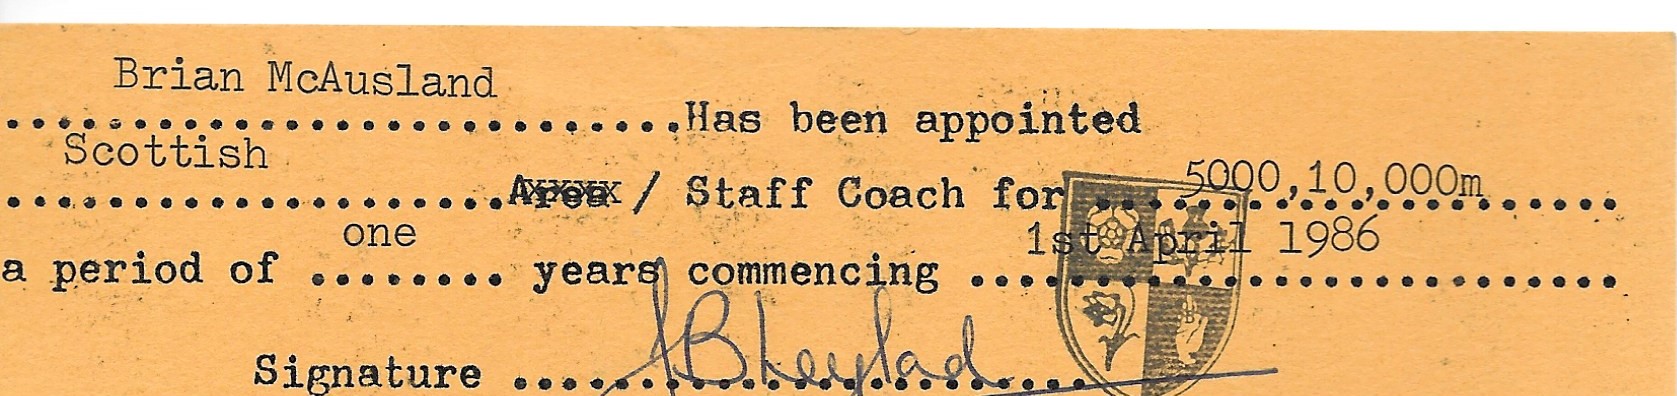 Brian McAusland
..............................Has been appointed
Scottish
....................Area / Staff Coach for 5000,10,000m
a period of one years commencing 1st April 1986
Signature ..............................